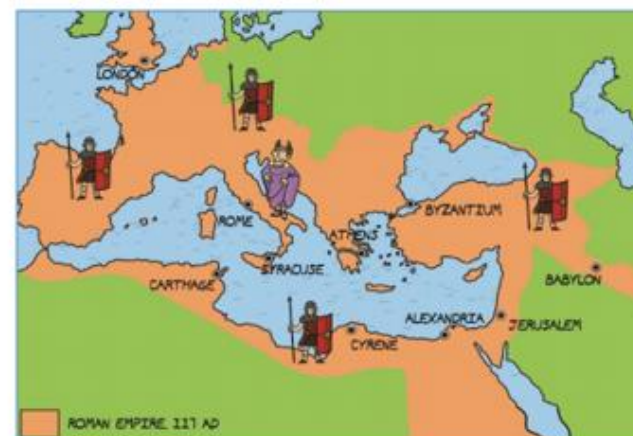 LONDON
ROME
BYZANTIUM
ATHENS
SYRACUSE
CARTHAGE
BABYLON
ALEXANDRIA
JERUSALEM
CYRENE
ROMAN EMPIRE, 117 AD